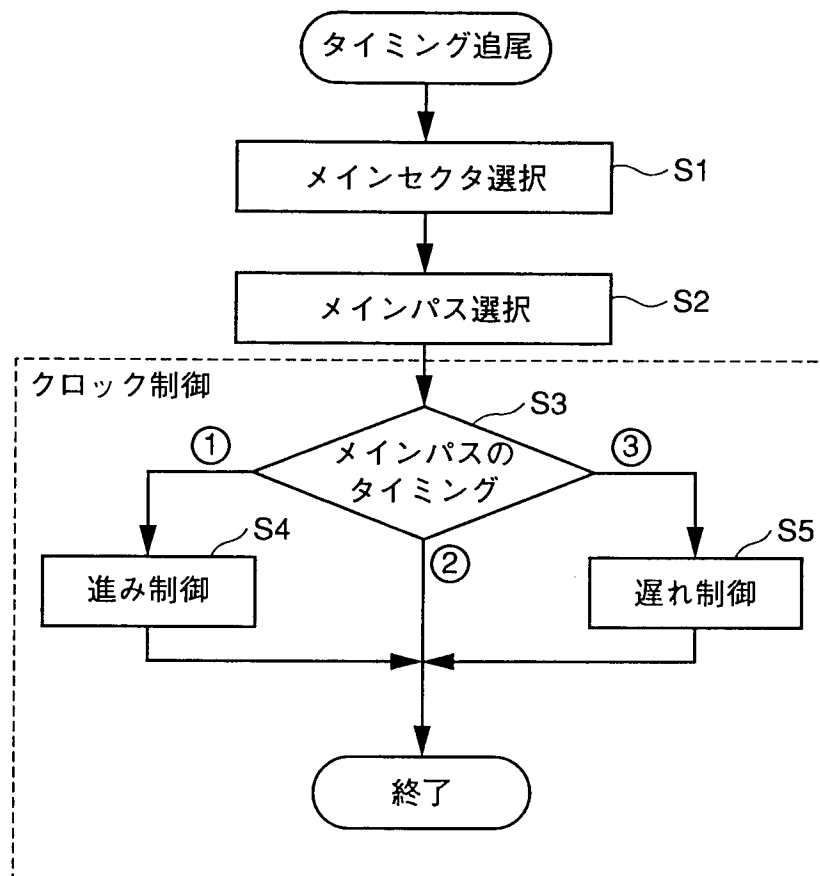 タイミング追尾
メインセクタ選択
S1
メインパス選択
S2
クロック制御
S3
①
メインパスの
タイミング
③
S4
②
S5
進み制御
遅れ制御
終了